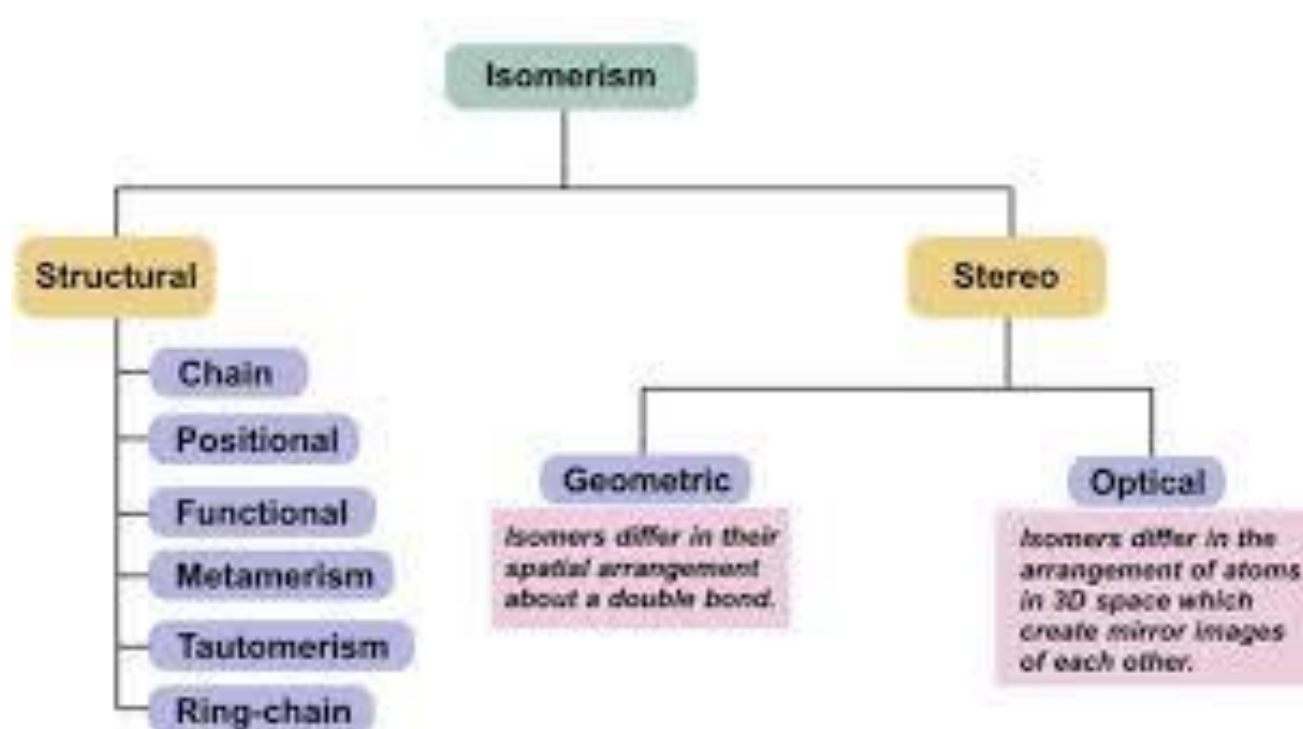 Isomerism
Structural
Stereo
Chain
Positional
Functional
Metamerism
Tautomerism
Ring-chain
Geometric
Isomers differ in their
spatial arrangement
about a double bond.
Optical
Isomers differ in the
arrangement of atoms
in 3D space which
create mirror images
of each other.